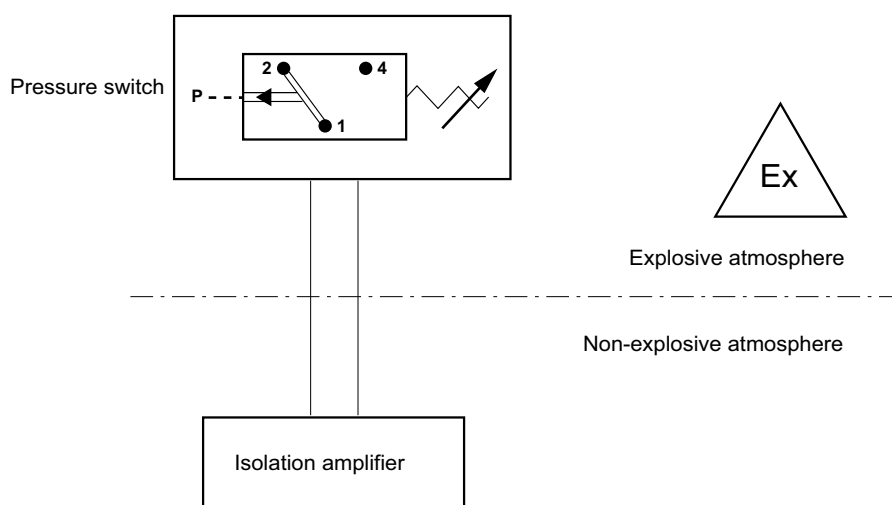 2
4
Pressure switch
P
1
Ex
Explosive atmosphere
Non-explosive atmosphere
Isolation amplifier